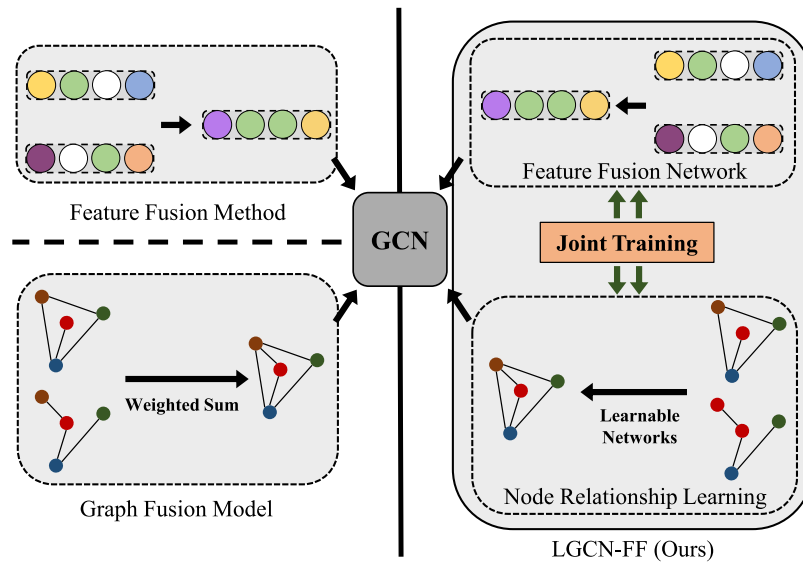 Feature Fusion Method
GCN
Weighted Sum
Graph Fusion Model
Feature Fusion Network
Joint Training
Learnable
Networks
Node Relationship Learning
LGCN-FF (Ours)